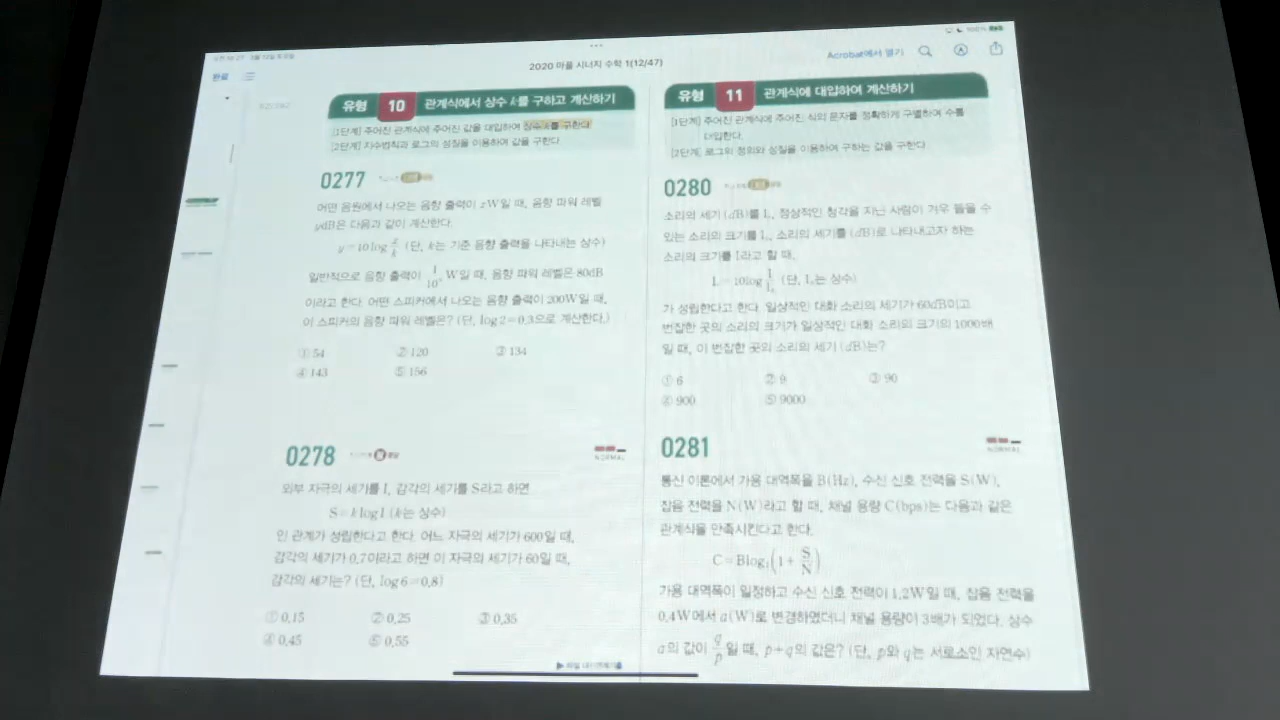 완료
2020 마플 시너지 수학 1(12/47)
Acrobat에서 열기
100%
유형 10 관계식에서 상수 k를 구하고 계산하기
[1단계] 주어진 관계식에 주어진 값을 대입하여 상수 k를 구한다.
[2단계] 지수법칙과 로그의 성질을 이용하여 값을 구한다.
0277
어떤 음원에서 나오는 음향 출력이 xW일 때, 음향 파워 레벨
ydB은 다음과 같이 계산한다.
y=10log x/k (단, k는 기준 음향 출력을 나타내는 상수)
일반적으로 음향 출력이 W일 때, 음향 파워 레벨은 80dB
이라고 한다. 어떤 스피커에서 나오는 음향 출력이 200W일 때,
이 스피커의 음향 파워 레벨은? (단, log2=0.3으로 계산한다.)
① 54 ② 120 ③ 134
④ 143 ⑤ 156
0278
NORMAL
외부 자극의 세기를 I, 감각의 세기를 S라고 하면
S=klogI (k는 상수)
인 관계가 성립한다고 한다. 어느 자극의 세기가 600일 때,
감각의 세기가 0.7이라고 하면 이 자극의 세기가 60일 때,
감각의 세기는? (단, log6=0.8)
① 0.15 ② 0.25 ③ 0.35
④ 0.45 ⑤ 0.55
유형 11 관계식에 대입하여 계산하기
[1단계] 주어진 관계식에 주어진 식의 문자를 정확하게 구별하여 수를
대입한다.
[2단계] 로그의 정의와 성질을 이용하여 구하는 값을 구한다.
0280
소리의 세기(dB)를 L, 정상적인 청각을 지닌 사람이 겨우 들을 수
있는 소리의 크기를 I₀, 소리의 세기를 (dB)로 나타내고자 하는
소리의 크기를 I라고 할 때,
L=10log I/I₀ (단, I₀는 상수)
가 성립한다고 한다. 일상적인 대화 소리의 세기가 60dB이고
번잡한 곳의 소리의 크기가 일상적인 대화 소리의 크기의 1000배
일 때, 이 번잡한 곳의 소리의 세기(dB)는?
① 6 ② 9 ③ 90
④ 900 ⑤ 9000
0281
NORMAL
통신 이론에서 가용 대역폭을 B(Hz), 수신 신호 전력을 S(W),
잡음 전력을 N(W)라고 할 때, 채널 용량 C(bps)는 다음과 같은
관계식을 만족시킨다고 한다.
C=Blog₂(1+S/N)
가용 대역폭이 일정하고 수신 신호 전력이 1.2W일 때, 잡음 전력을
0.4W에서 a(W)로 변경하였더니 채널 용량이 3배가 되었다. 상수
a의 값이 q/p일 때, p+q의 값은? (단, p와 q는 서로소인 자연수)